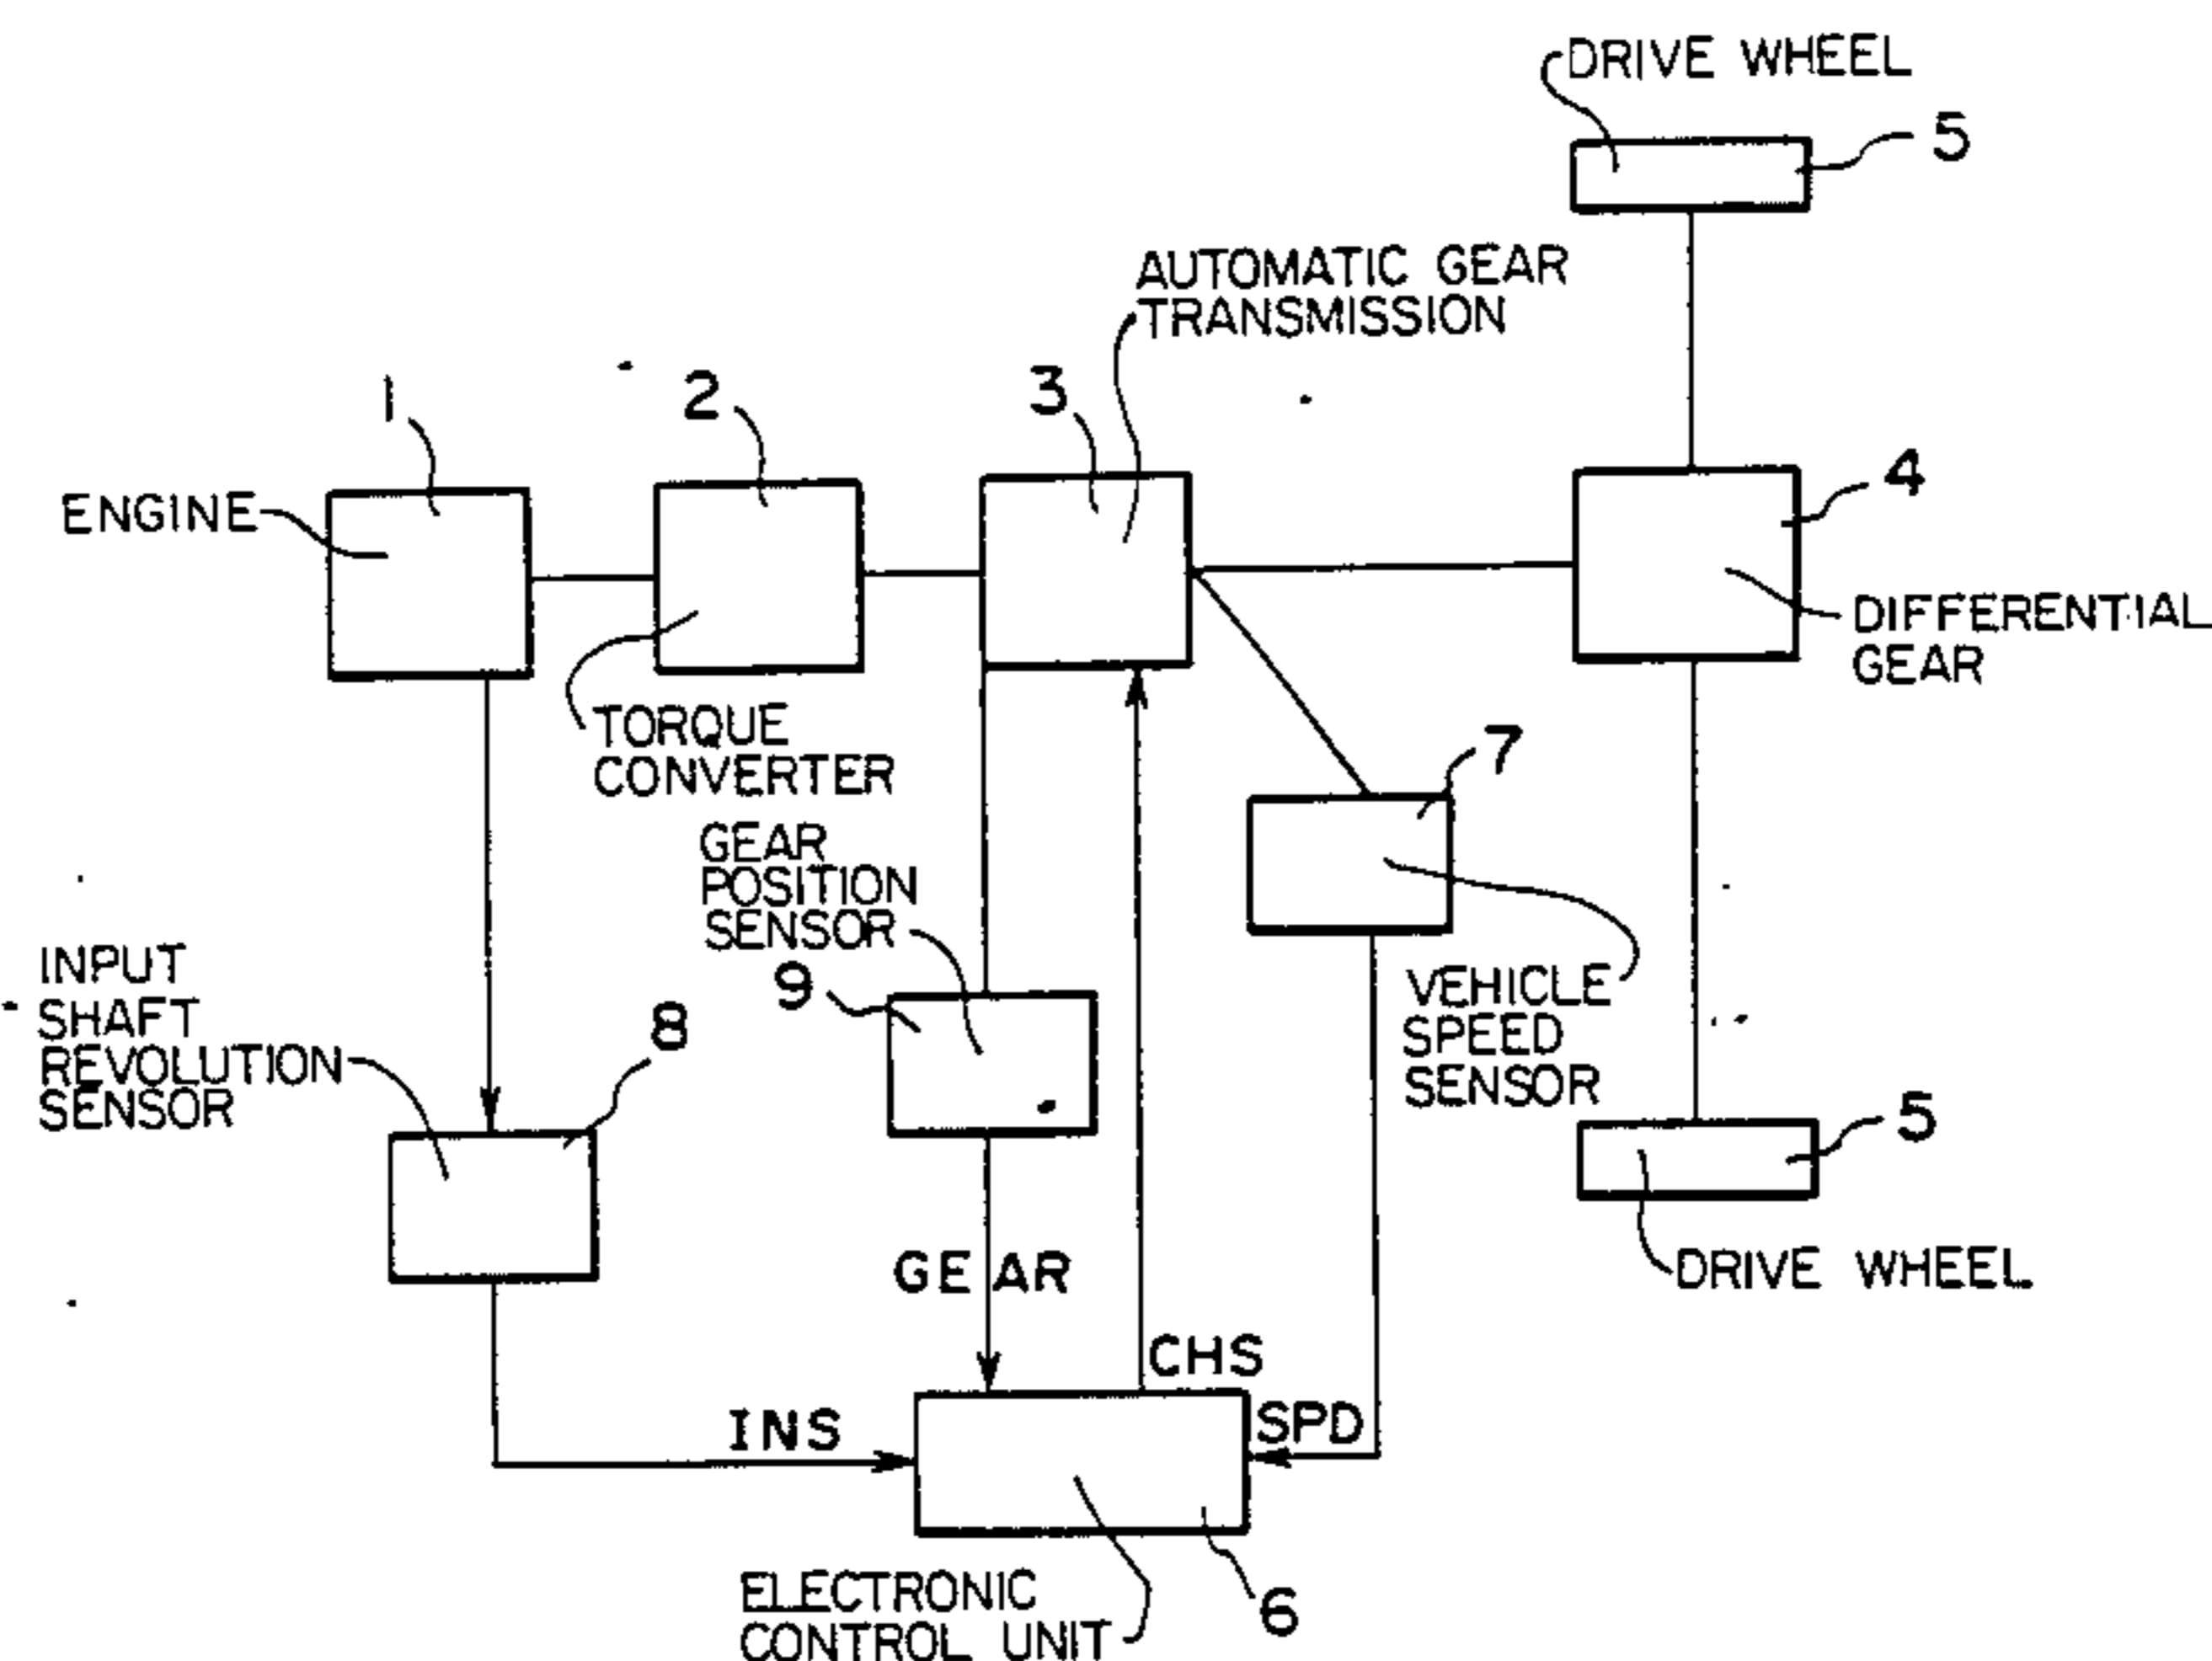 DRIVE WHEEL
5
AUTOMATIC GEAR
TRANSMISSION
1
2
3
4
ENGINE
DIFFERENTIAL
GEAR
TORQUE
CONVERTER
7
GEAR
POSITION
SENSOR
9
INPUT
SHAFT
REVOLUTION
SENSOR
8
VEHICLE
SPEED
SENSOR
5
DRIVE WHEEL
GEAR
CHS
INS
SPD
ELECTRONIC
CONTROL UNIT
6